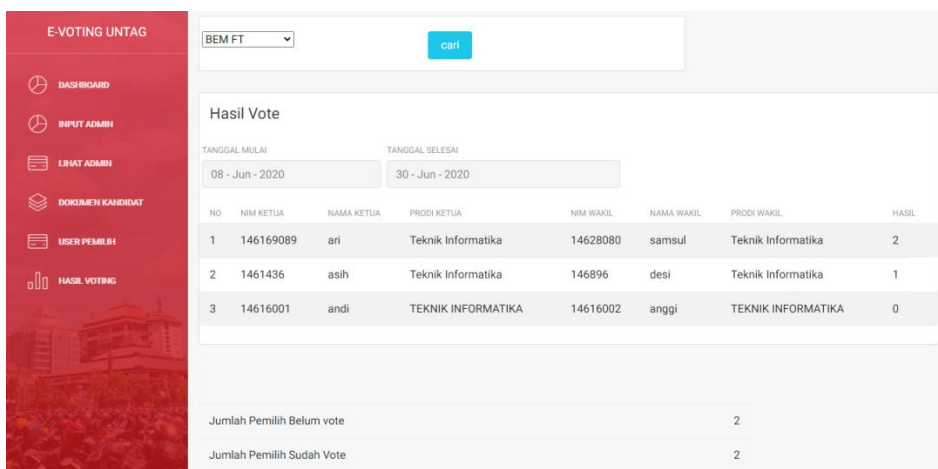 E-VOTING UNTAG
DASHBOARD
INPUT ADMIN
LIHAT ADMIN
DOKUMEN KANDIDAT
USER PEMILIH
HASIL VOTING
BEM FT
cari
Hasil Vote
TANGGAL MULAI TANGGAL SELESAI
08 - Jun - 2020 30 - Jun - 2020
NO NIM KETUA NAMA KETUA PRODI KETUA NIM WAKIL NAMA WAKIL PRODI WAKIL HASIL
1 146169089 ari Teknik Informatika 14628080 samsul Teknik Informatika 2
2 1461436 asih Teknik Informatika 146896 desi Teknik Informatika 1
3 14616001 andi TEKNIK INFORMATIKA 14616002 anggi TEKNIK INFORMATIKA 0
Jumlah Pemilih Belum vote 2
Jumlah Pemilih Sudah Vote 2